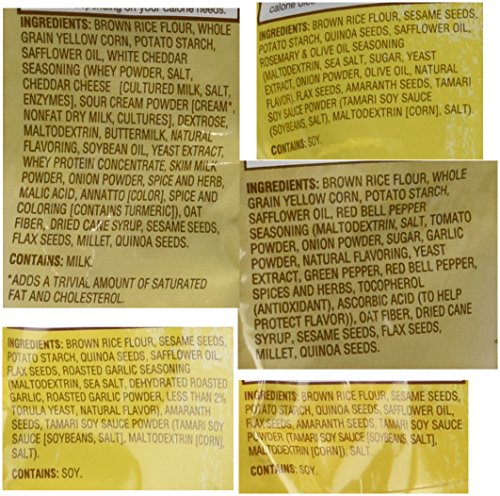 depending on your calorie needs.
INGREDIENTS: BROWN RICE FLOUR, WHOLE
GRAIN YELLOW CORN, POTATO STARCH,
SAFFLOWER OIL, WHITE CHEDDAR
SEASONING (WHEY POWDER, SALT,
CHEDDAR CHEESE [CULTURED MILK, SALT,
ENZYMES], SOUR CREAM POWDER [CREAM*,
NONFAT DRY MILK, CULTURES], DEXTROSE,
MALTODEXTRIN, BUTTERMILK, NATURAL
FLAVORING, SOYBEAN OIL, YEAST EXTRACT,
WHEY PROTEIN CONCENTRATE, SKIM MILK
POWDER, ONION POWDER, SPICE AND HERB,
MALIC ACID, ANNATTO [COLOR], SPICE AND
COLORING [CONTAINS TURMERIC]), OAT
FIBER, DRIED CANE SYRUP, SESAME SEEDS,
FLAX SEEDS, MILLET, QUINOA SEEDS.
CONTAINS: MILK.
*ADDS A TRIVIAL AMOUNT OF SATURATED
FAT AND CHOLESTEROL.
calorie
INGREDIENTS: BROWN RICE FLOUR, SESAME SEEDS,
POTATO STARCH, QUINOA SEEDS, SAFFLOWER OIL,
ROSEMARY & OLIVE OIL SEASONING
(MALTODEXTRIN, SEA SALT, SUGAR, YEAST
EXTRACT, ONION POWDER, OLIVE OIL, NATURAL
FLAVOR), FLAX SEEDS, AMARANTH SEEDS, TAMARI
SOY SAUCE POWDER (TAMARI SOY SAUCE
[SOYBEANS, SALT], MALTODEXTRIN [CORN],
SALT).
CONTAINS: SOY.
INGREDIENTS: BROWN RICE FLOUR, WHOLE
GRAIN YELLOW CORN, POTATO STARCH,
SAFFLOWER OIL, RED BELL PEPPER
SEASONING (MALTODEXTRIN, SALT, TOMATO
POWDER, ONION POWDER, SUGAR, GARLIC
POWDER, NATURAL FLAVORING, YEAST
EXTRACT, GREEN PEPPER, RED BELL PEPPER,
SPICES AND HERBS, TOCOPHEROL
(ANTIOXIDANT), ASCORBIC ACID (TO HELP
PROTECT FLAVOR)), OAT FIBER, DRIED CANE
SYRUP, SESAME SEEDS, FLAX SEEDS,
MILLET, QUINOA SEEDS.
INGREDIENTS: BROWN RICE FLOUR, SESAME SEEDS,
POTATO STARCH, QUINOA SEEDS, SAFFLOWER OIL,
FLAX SEEDS, ROASTED GARLIC SEASONING
(MALTODEXTRIN, SEA SALT, DEHYDRATED ROASTED
GARLIC, ROASTED GARLIC POWDER, LESS THAN 2%
TORULA YEAST, NATURAL FLAVOR), AMARANTH
SEEDS, TAMARI SOY SAUCE POWDER (TAMARI SOY
SAUCE [SOYBEANS, SALT], MALTODEXTRIN [CORN],
SALT).
CONTAINS: SOY.
INGREDIENTS: BROWN RICE FLOUR, SESAME SEEDS,
POTATO STARCH, QUINOA SEEDS, SAFFLOWER OIL,
FLAX SEEDS, AMARANTH SEEDS, TAMARI SOY SAUCE
POWDER (TAMARI SOY SAUCE [SOYBEANS, SALT],
MALTODEXTRIN [CORN]), SALT.
CONTAINS: SOY.